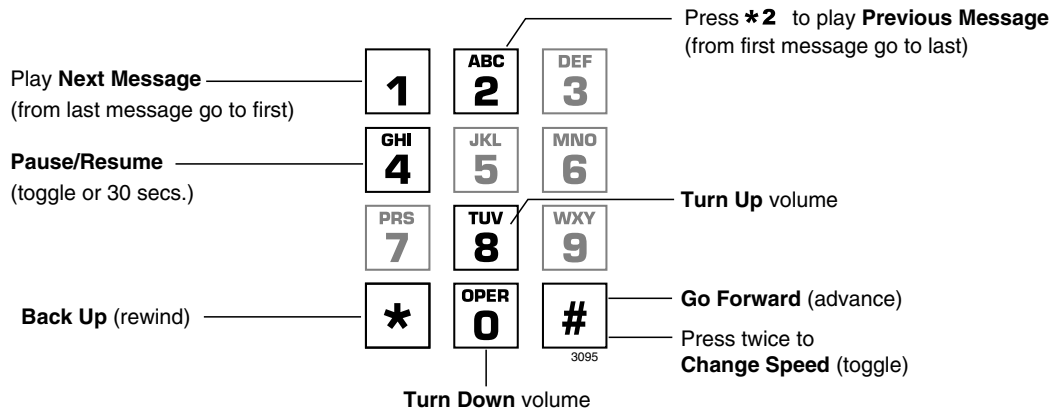 Press *2 to play Previous Message
(from first message go to last)
Play Next Message
(from last message go to first)
1
ABC
2
DEF
3
Pause/Resume
(toggle or 30 secs.)
GHI
4
JKL
5
MNO
6
Turn Up volume
PRS
7
TUV
8
WXY
9
Back Up (rewind)
*
OPER
0
#
3095
Go Forward (advance)
Press twice to
Change Speed (toggle)
Turn Down volume